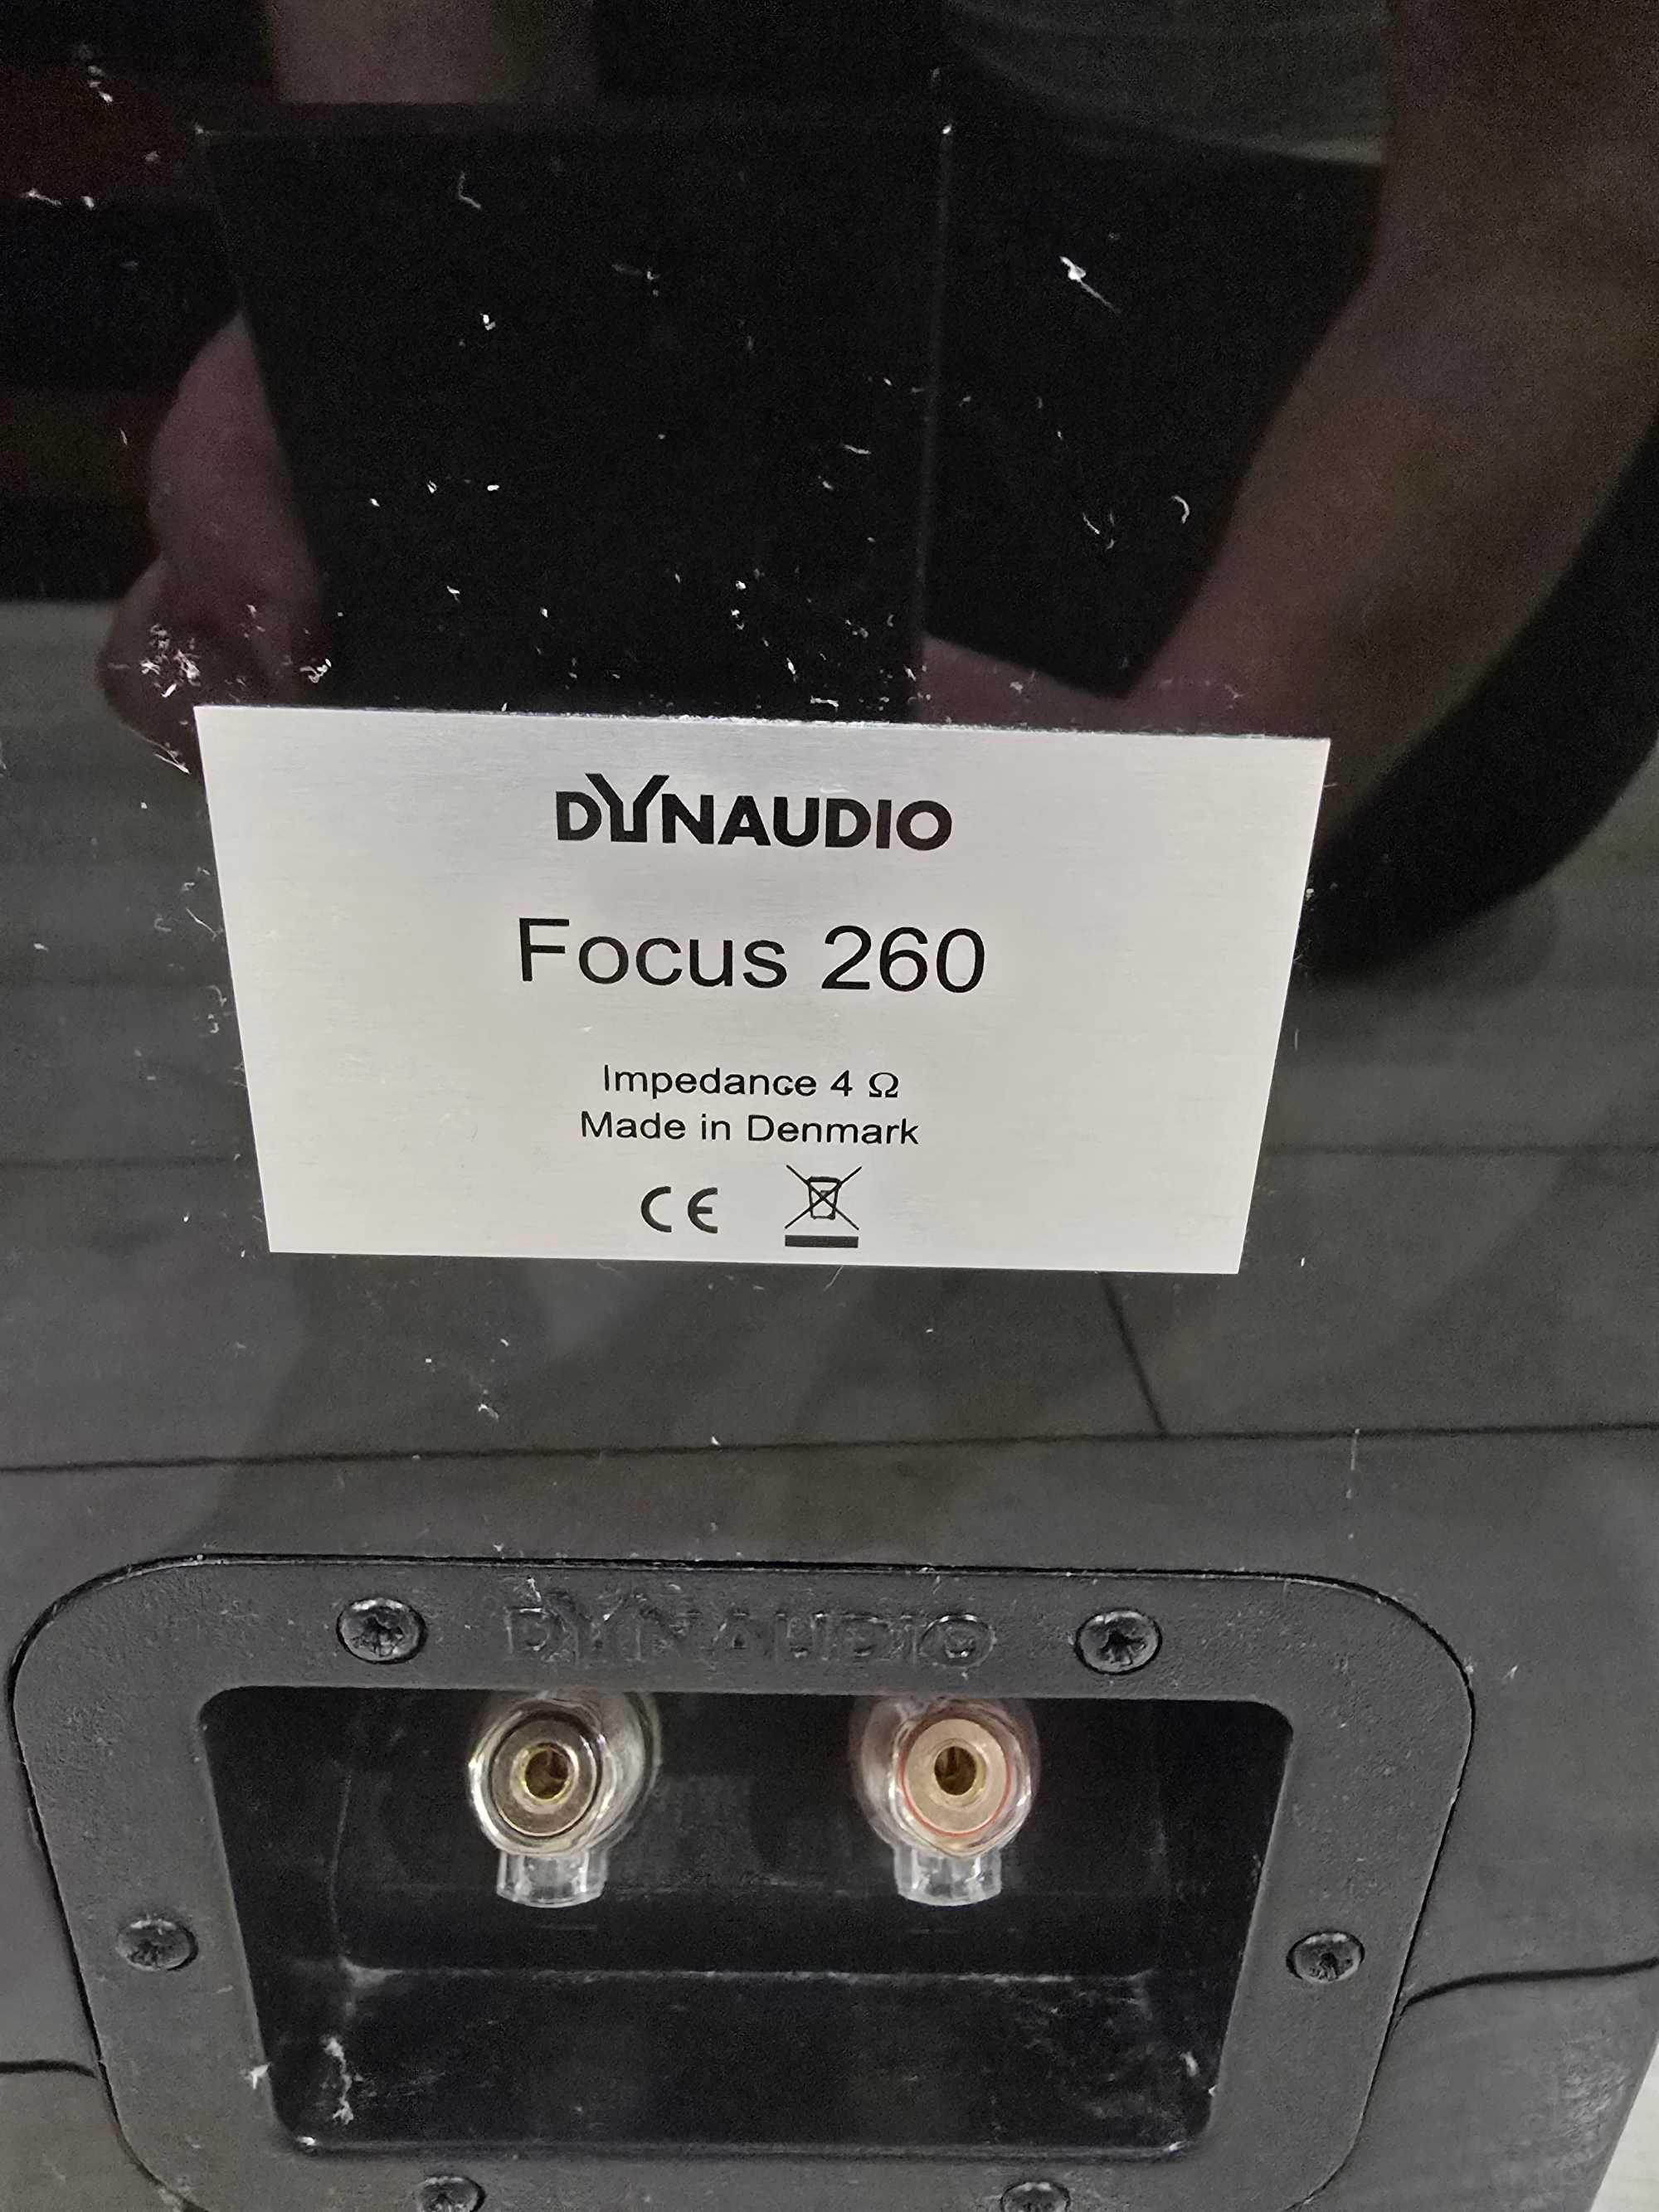 DYNAUDIO
Focus 260
Impedance 4 Ω
Made in Denmark
CE
DYNAUDIO